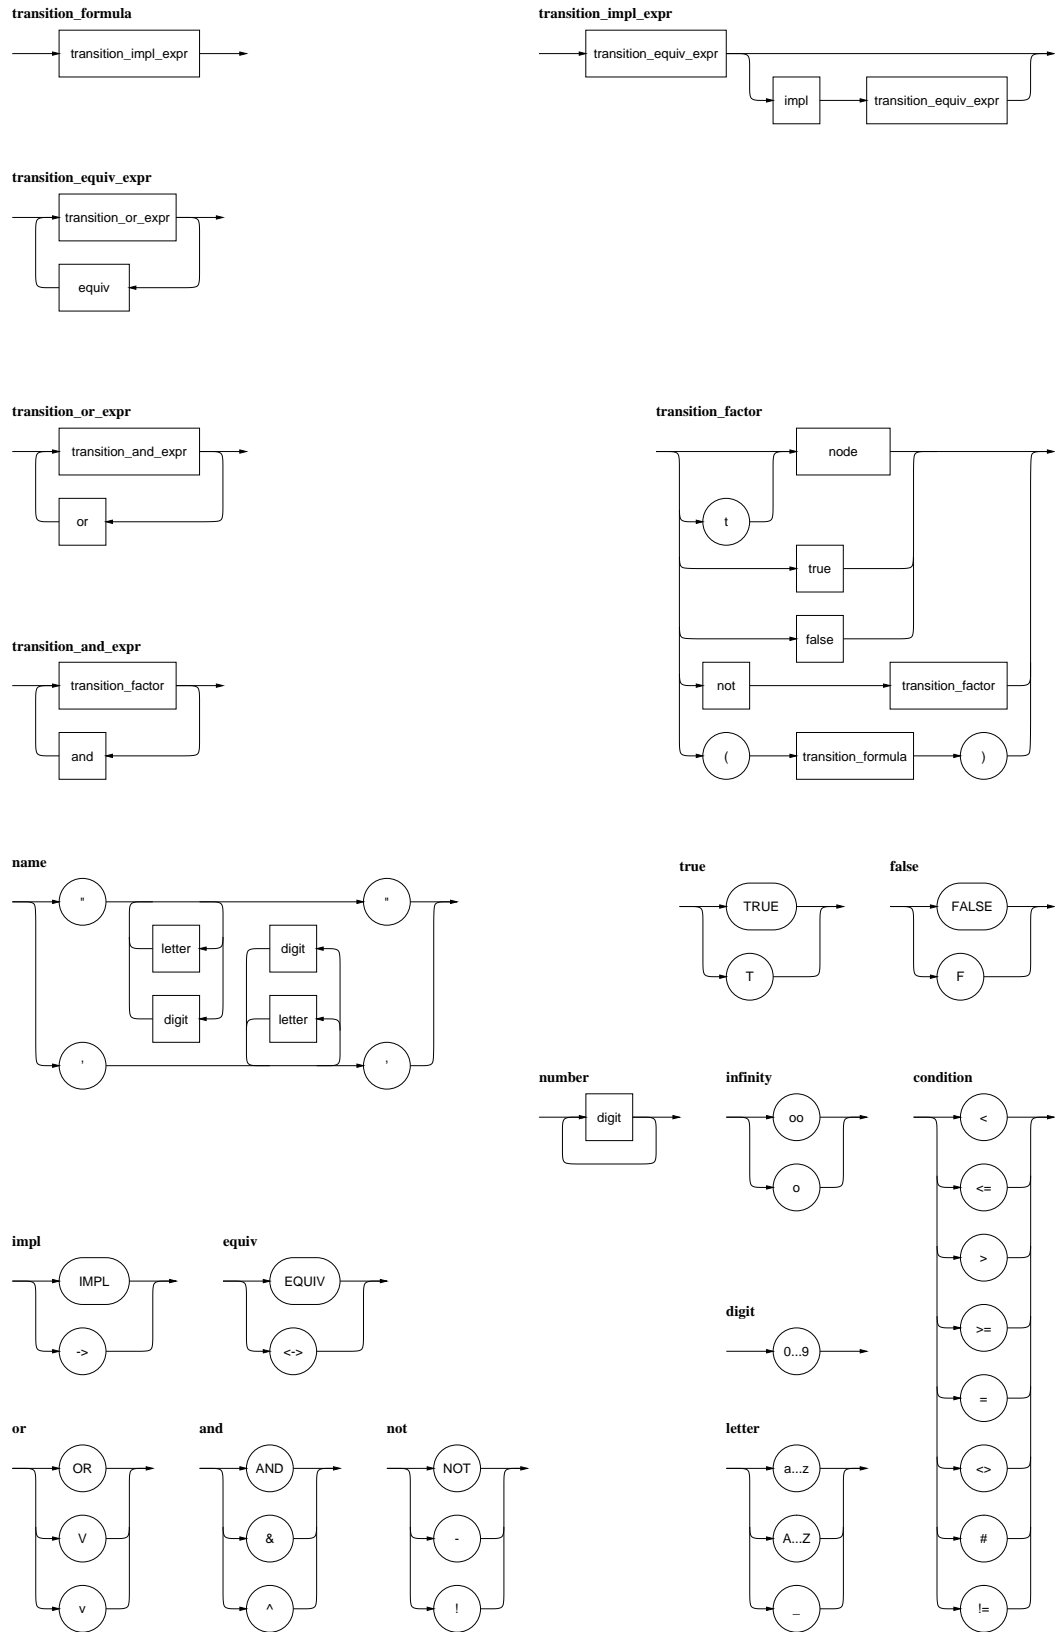 transition_formula
transition_impl_expr
transition_impl_expr
transition_equiv_expr
impl
transition_equiv_expr
transition_equiv_expr
transition_or_expr
equiv
transition_or_expr
transition_and_expr
or
transition_factor
node
t
true
false
not
transition_factor
(
transition_formula
)
transition_and_expr
transition_factor
and
name
"
"
letter
digit
digit
letter
'
'
true
TRUE
T
false
FALSE
F
number
digit
infinity
oo
o
condition
<
<=
>
>=
=
<>
#
!=
impl
IMPL
->
equiv
EQUIV
<->
digit
0...9
or
OR
V
v
and
AND
&
^
not
NOT
-
!
letter
a...z
A...Z
_